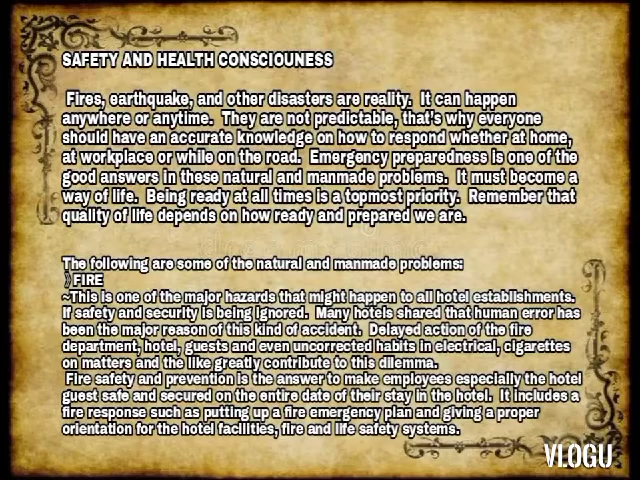 SAFETY AND HEALTH CONSCIOUNESS
Fires, earthquake, and other disasters are reality. It can happen
anywhere or anytime. They are not predictable, that's why everyone
should have an accurate knowledge on how to respond whether at home,
at workplace or while on the road. Emergency preparedness is one of the
good answers in these natural and manmade problems. It must become a
way of life. Being ready at all times is a topmost priority. Remember that
quality of life depends on how ready and prepared we are.
The following are some of the natural and manmade problems:
》FIRE
~This is one of the major hazards that might happen to all hotel establishments.
If safety and security is being ignored. Many hotels shared that human error has
been the major reason of this kind of accident. Delayed action of the fire
department, hotel, guests and even uncorrected habits in electrical, cigarettes
on matters and the like greatly contribute to this dilemma.
Fire safety and prevention is the answer to make employees especially the hotel
guest safe and secured on the entire date of their stay in the hotel. It includes a
fire response such as putting up a fire emergency plan and giving a proper
orientation for the hotel facilities, fire and life safety systems.
VLOGU